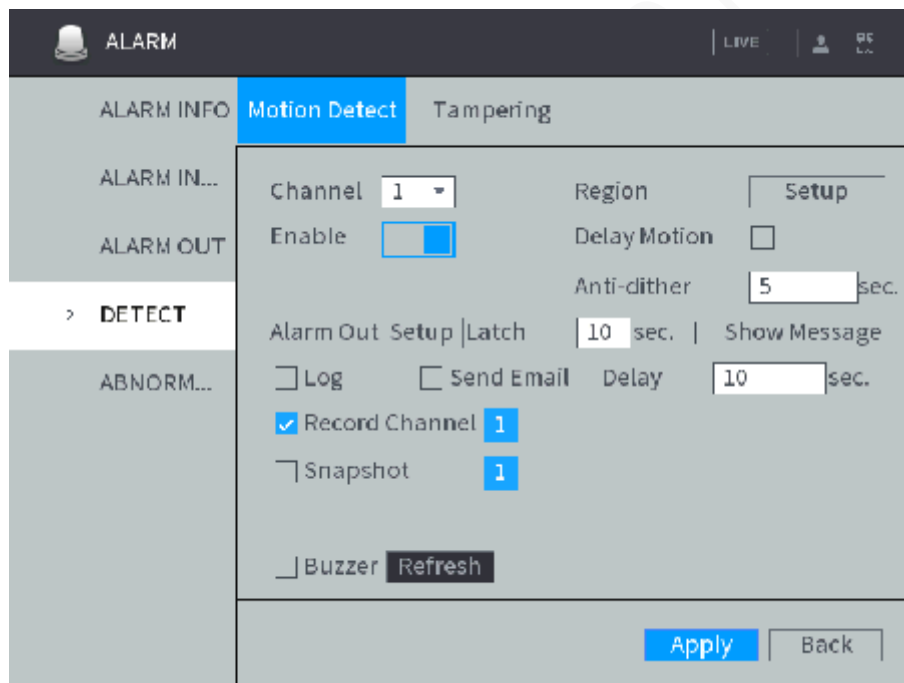 ALARM LIVE
ALARM INFO Motion Detect Tampering
ALARM IN...
Channel 1 Region Setup
Enable Delay Motion
ALARM OUT
Anti-dither 5 sec.
DETECT
Alarm Out Setup Latch 10 sec. Show Message
ABNORM...
Log Send Email Delay 10 sec.
Record Channel 1
Snapshot 1
Buzzer Refresh
Apply Back